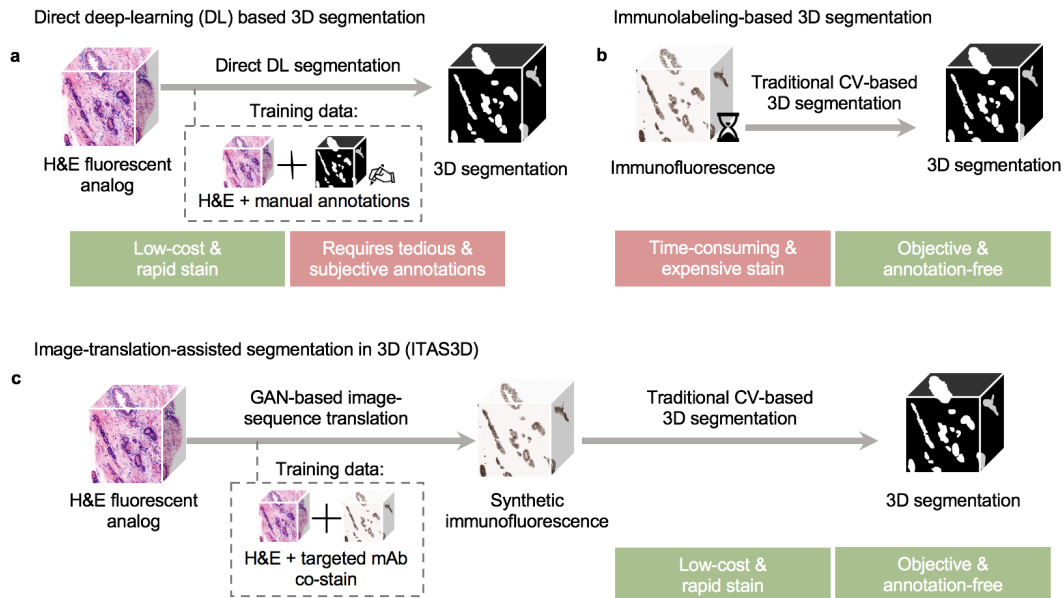 Direct deep-learning (DL) based 3D segmentation
a
Direct DL segmentation
Training data:
H&E fluorescent
analog
H&E + manual annotations
3D segmentation
Low-cost &
rapid stain
Requires tedious &
subjective annotations
Immunolabeling-based 3D segmentation
b
Traditional CV-based
3D segmentation
Immunofluorescence
3D segmentation
Time-consuming &
expensive stain
Objective &
annotation-free
Image-translation-assisted segmentation in 3D (ITAS3D)
c
GAN-based image-
sequence translation
Traditional CV-based
3D segmentation
Training data:
H&E fluorescent
analog
H&E + targeted mAb
co-stain
Synthetic
immunofluorescence
3D segmentation
Low-cost &
rapid stain
Objective &
annotation-free